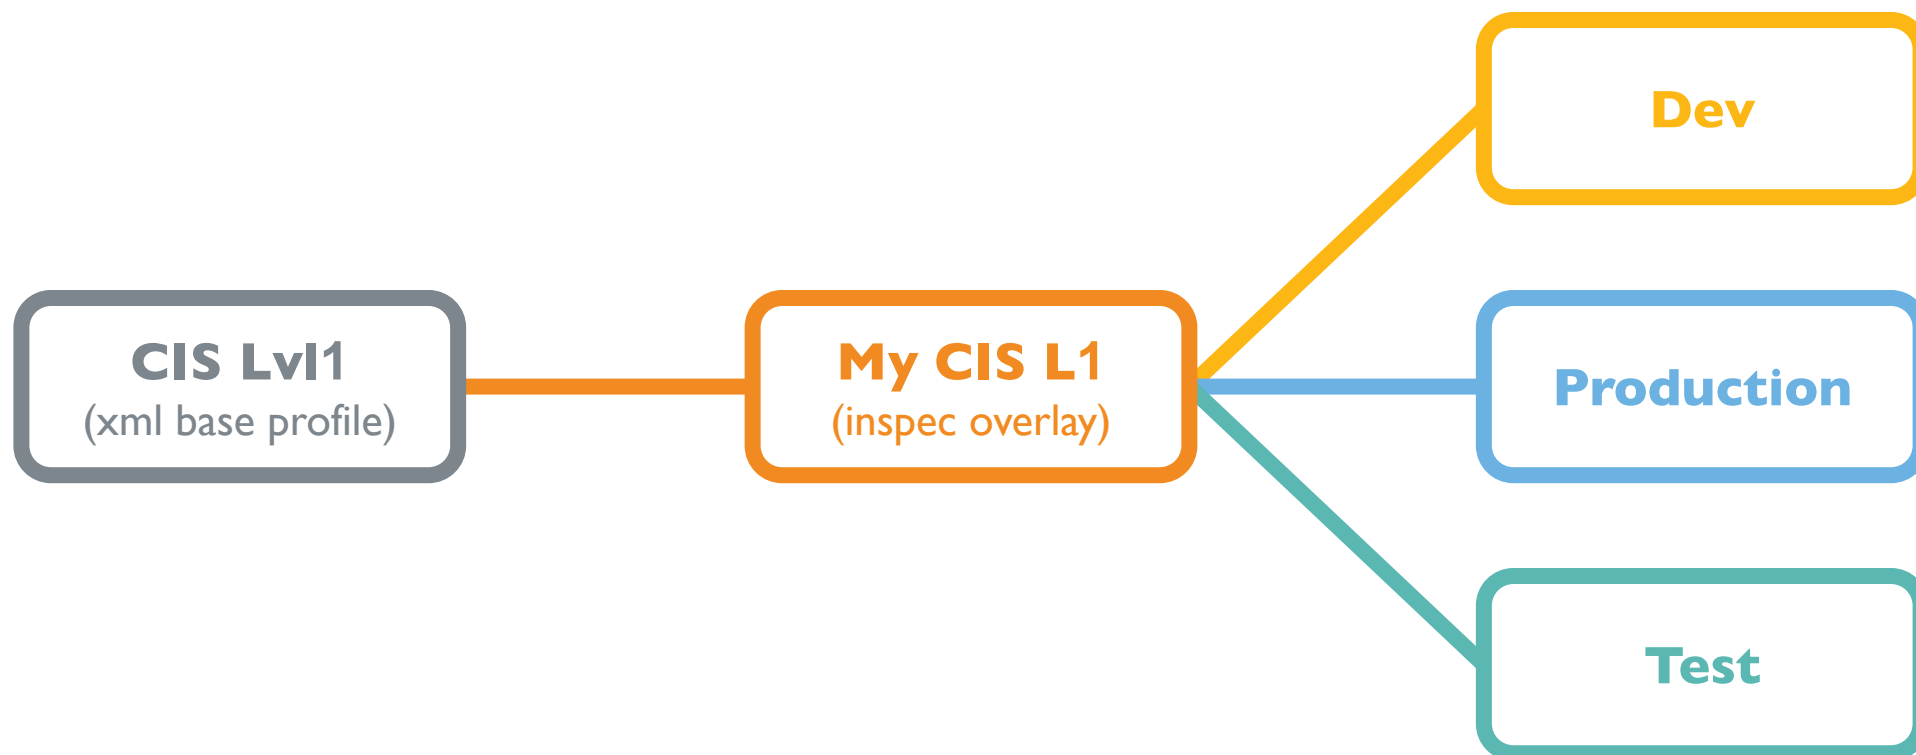 CIS Lvl1
(xml base profile)
My CIS L1
(inspec overlay)
Dev
Production
Test